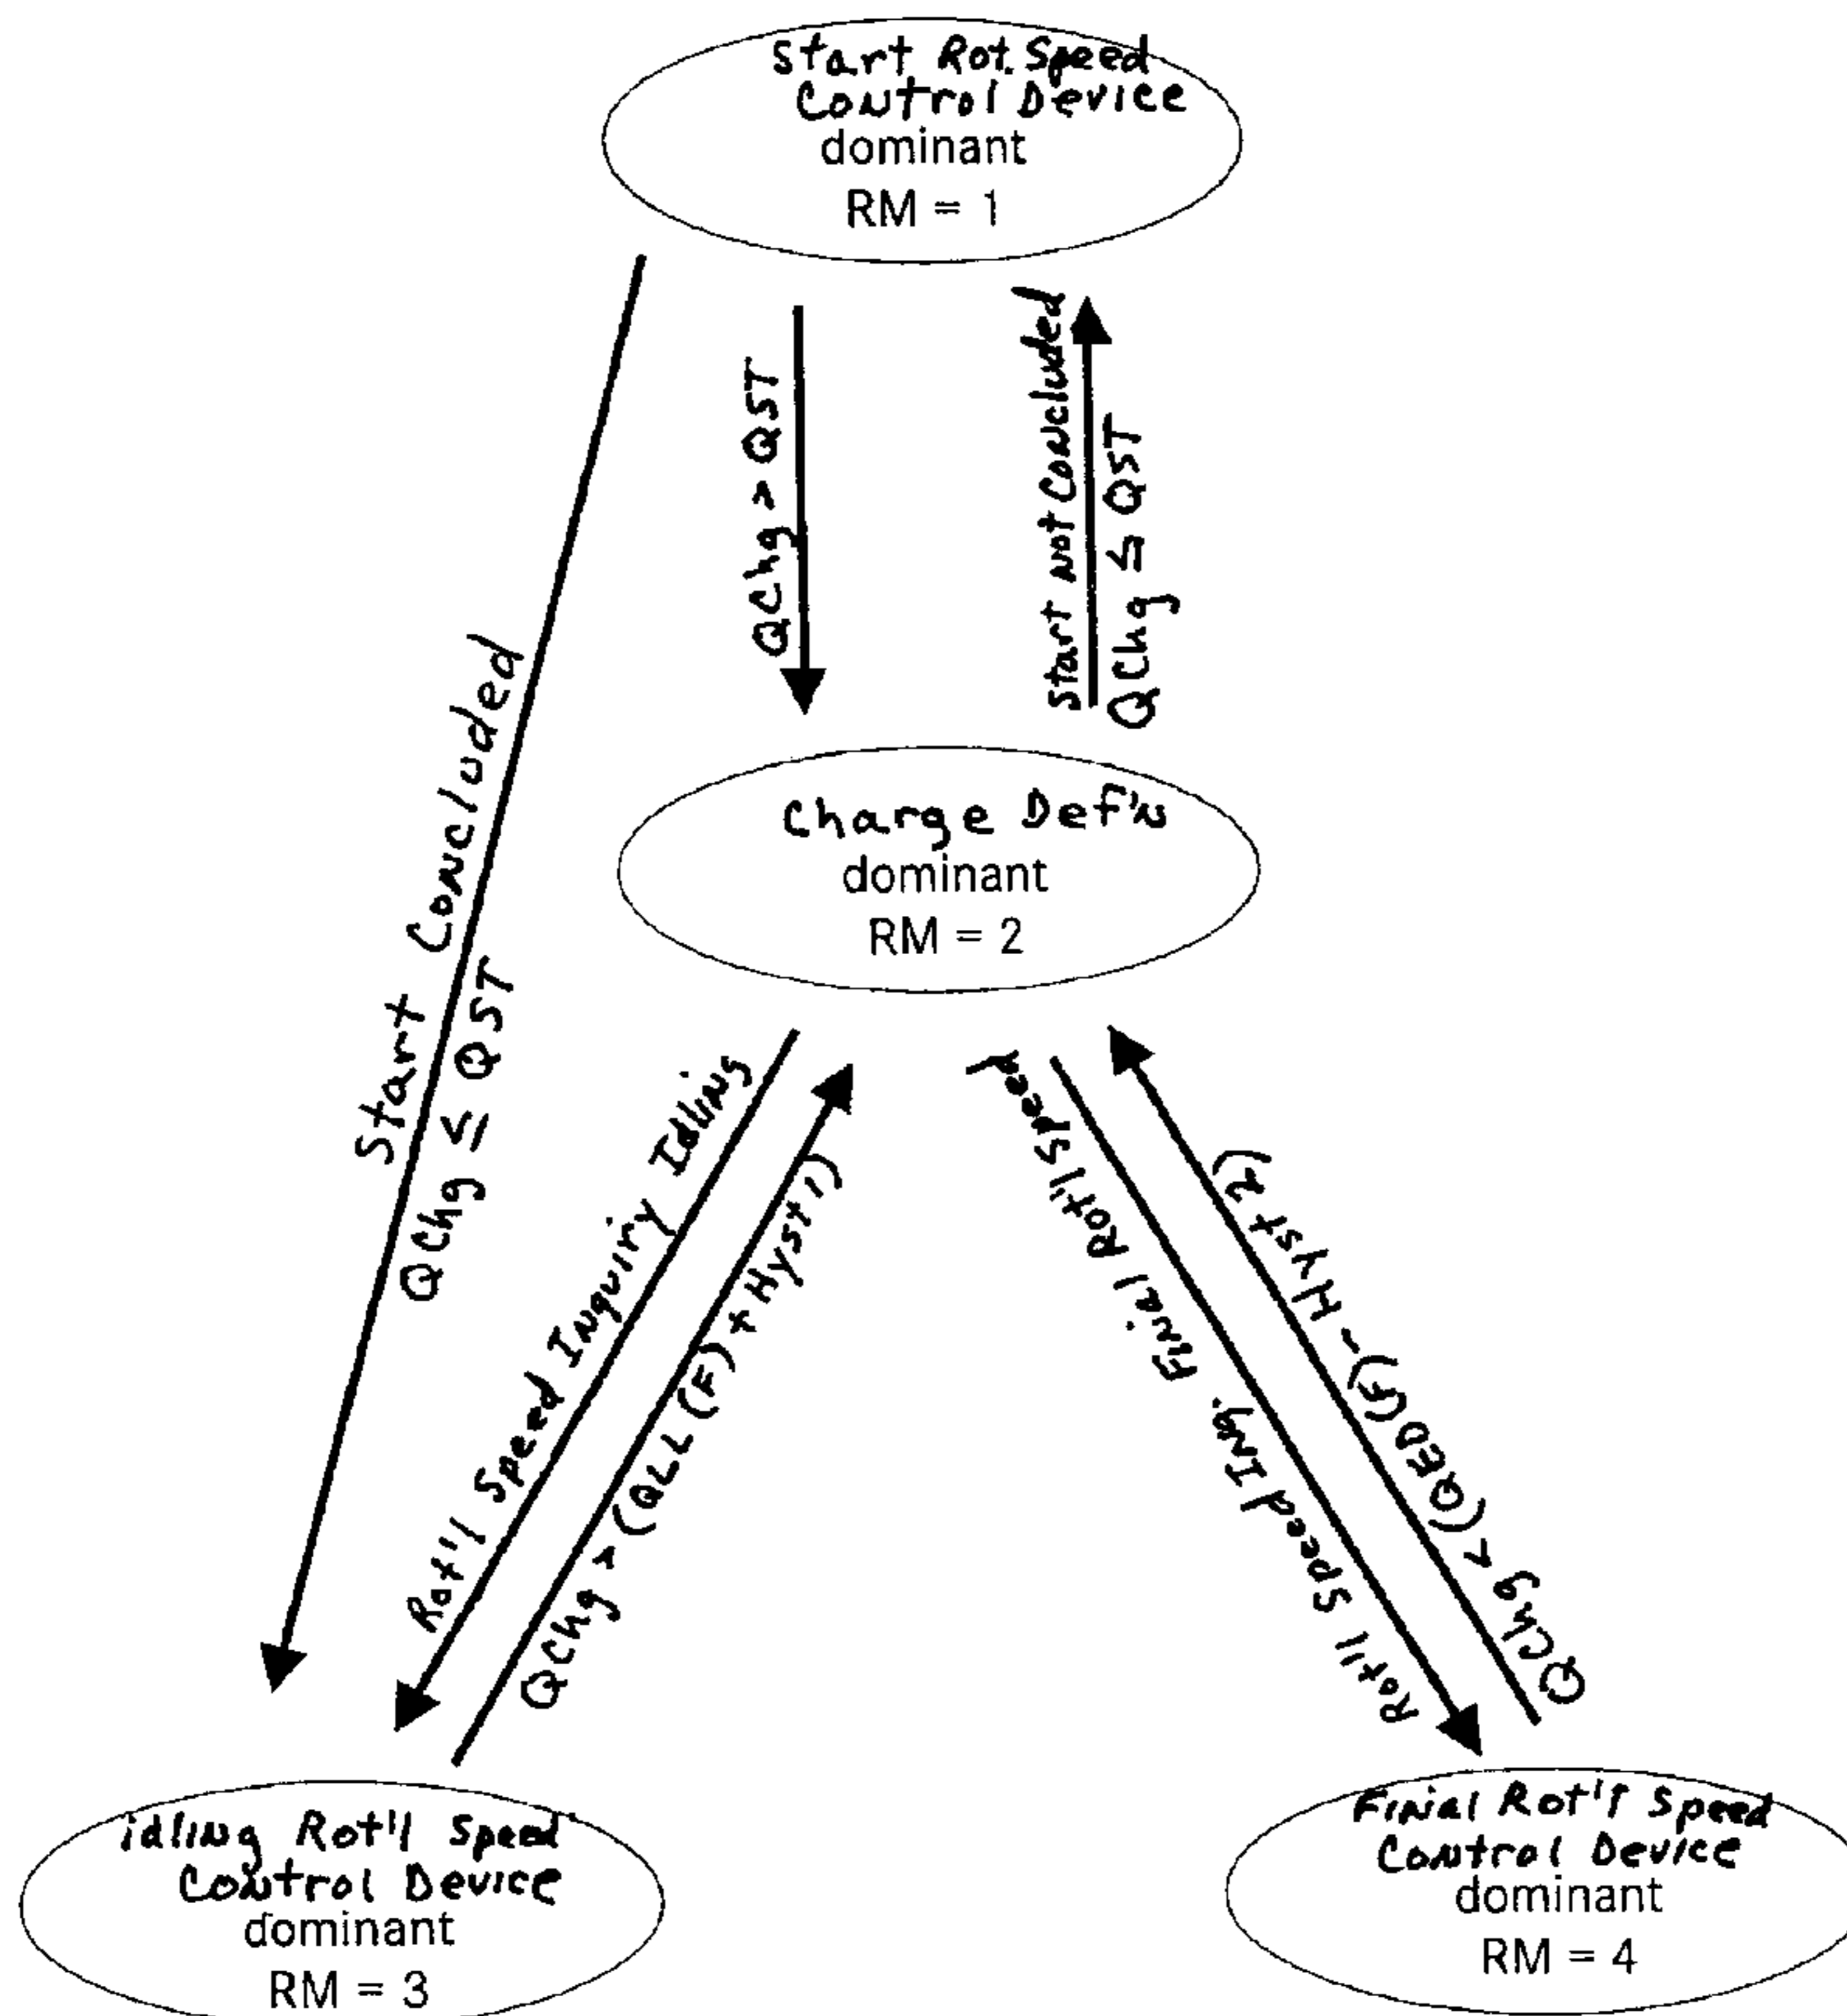 Start Rot. Speed
Control Device
dominant
RM = 1
QChg > QST
Start not Concluded
QChg ≤ QST
Start Concluded
QChg ≤ QST
Charge Def'n
dominant
RM = 2
Rot'l Speed Inquiry Idling
QChg > (QLL (F) + Hyst 1)
Rot'l Speed Inq. Final Rot'l Speed
QChg < (QED(F) - Hyst 2)
idling Rot'l Speed
Control Device
dominant
RM = 3
Final Rot'l Speed
Control Device
dominant
RM = 4